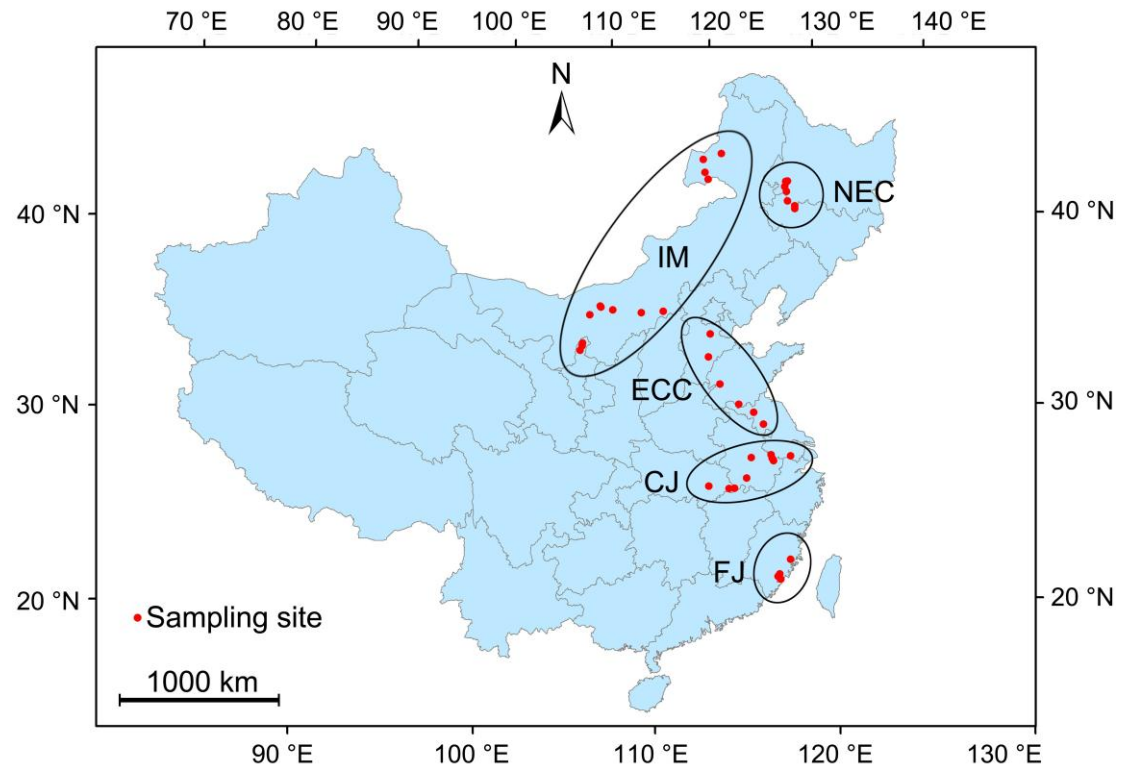 70 °E 80 °E 90 °E 100 °E 110 °E 120 °E 130 °E 140 °E
N
NEC
40 °N 40 °N
IM
ECC
30 °N 30 °N
CJ
FJ
20 °N 20 °N
Sampling site
1000 km
90 °E 100 °E 110 °E 120 °E 130 °E